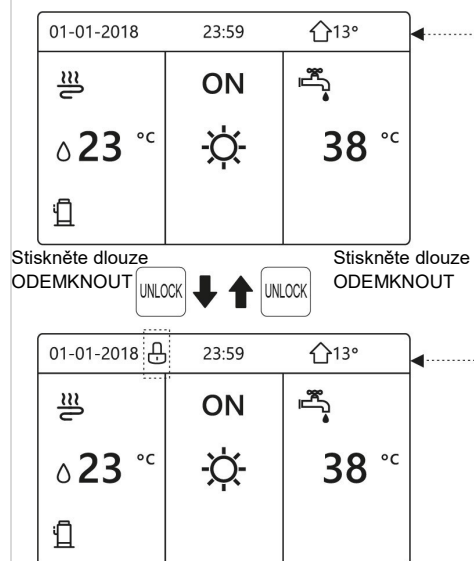 01-01-2018 23:59 13°
ON
23 °C 38 °C
Stiskněte dlouze ODEMKNOUT
UNLOCK UNLOCK
Stiskněte dlouze ODEMKNOUT
01-01-2018 23:59 13°
ON
23 °C 38 °C